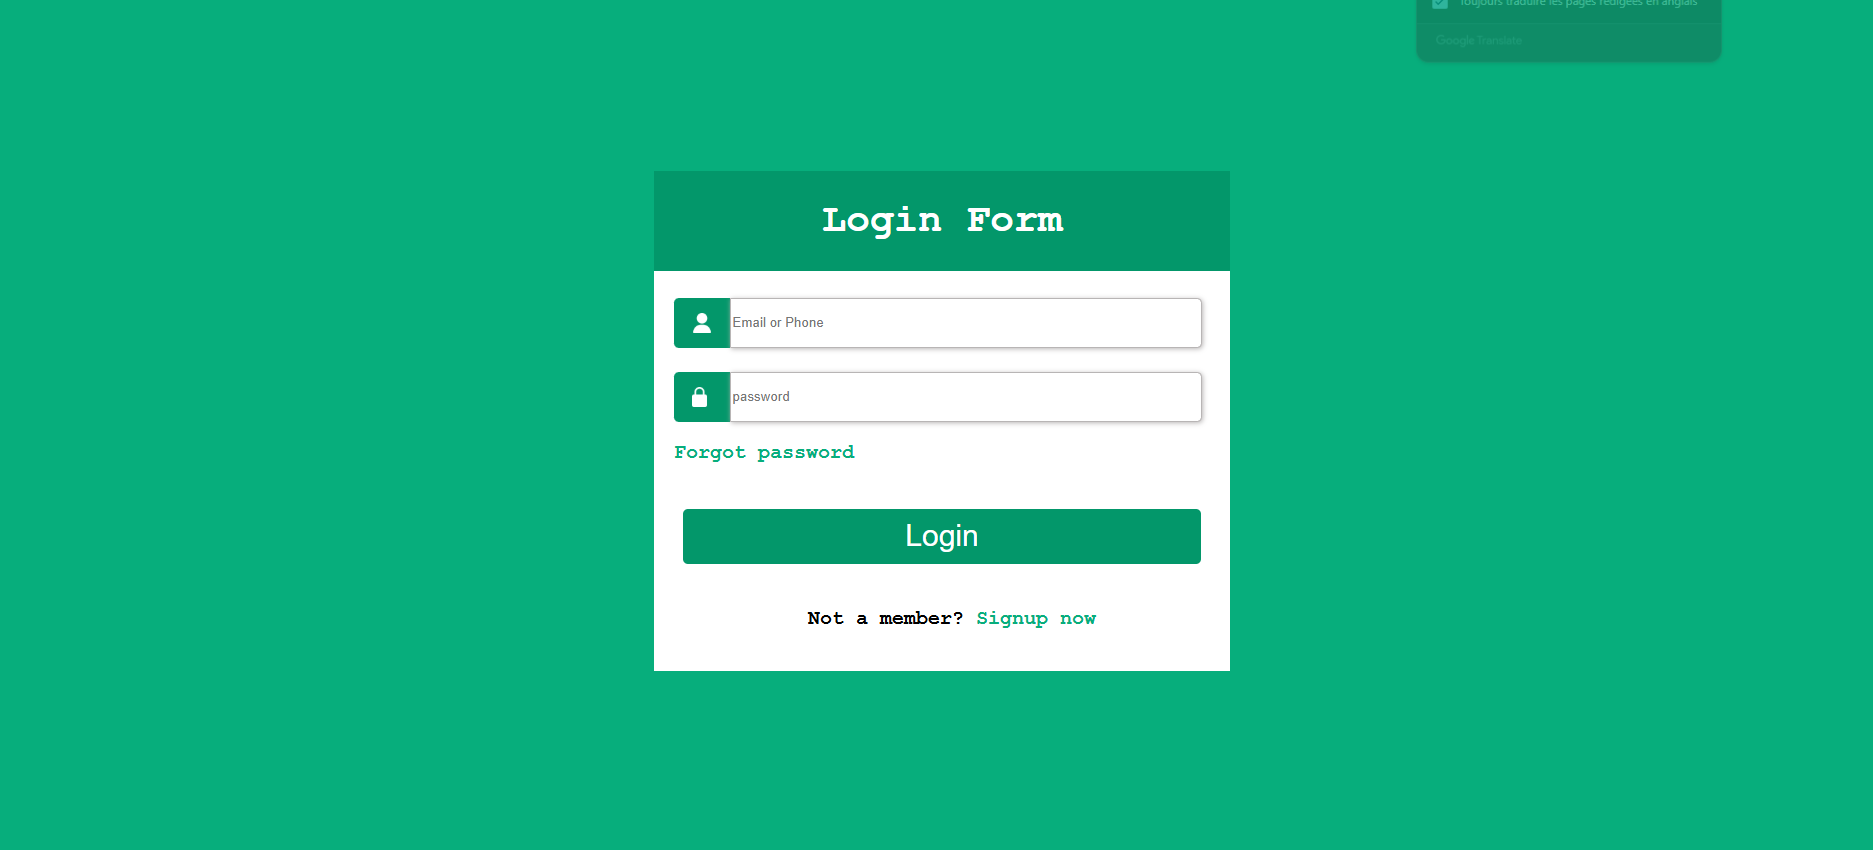 Toujours traduire les pages rédigées en anglais
Google Translate
Login Form
Email or Phone
password
Forgot password
Login
Not a member? Signup now